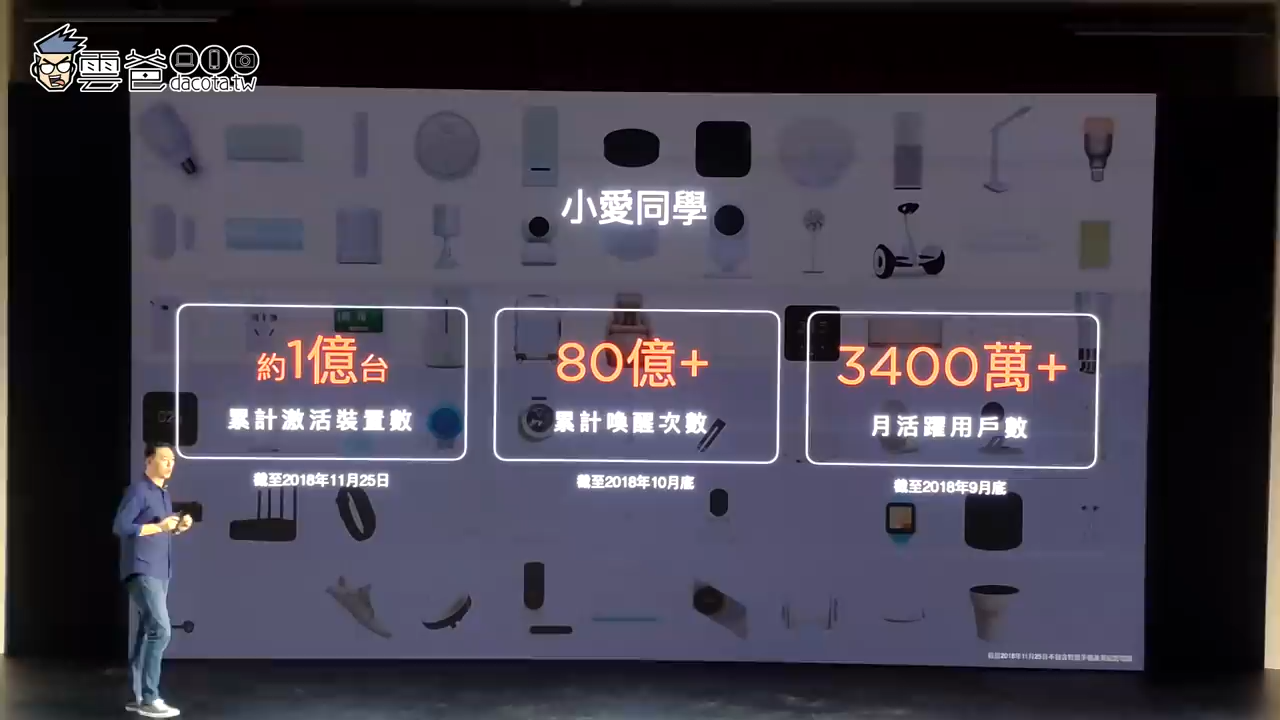 雲爸
dacota.tw
小愛同學
約1億台
累計激活裝置數
截至2018年11月25日
80億+
累計喚醒次數
截至2018年10月底
3400萬+
月活躍用戶數
截至2018年9月底